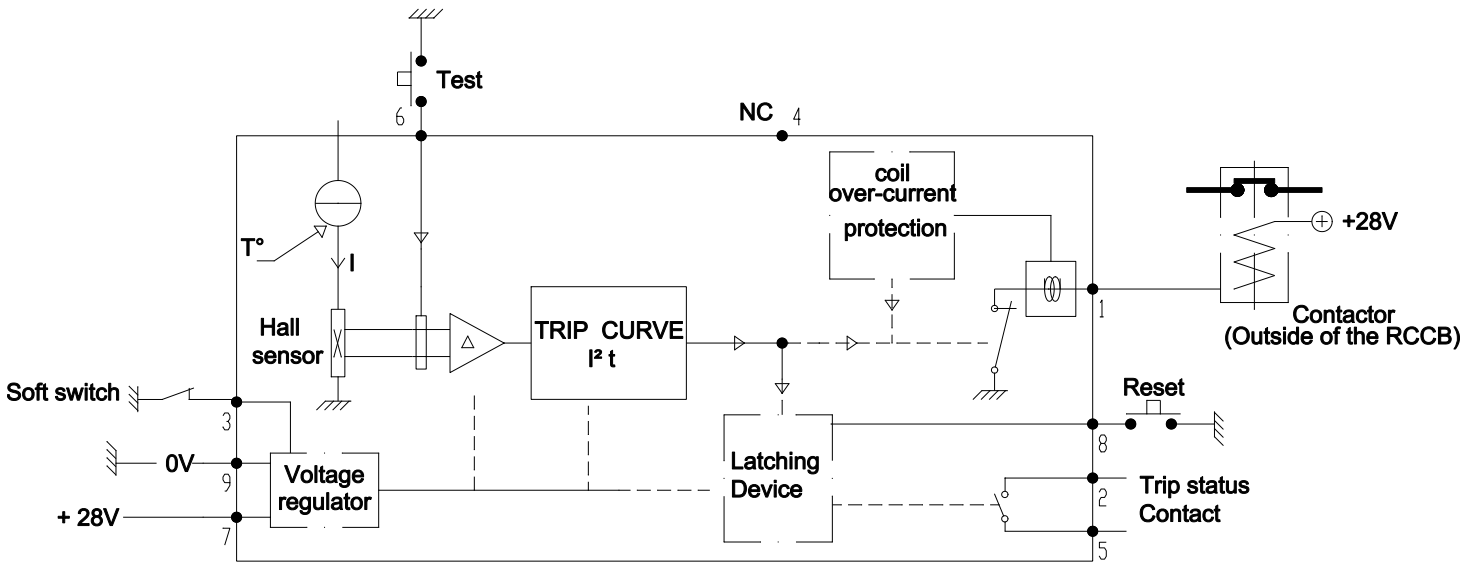 Test
6
NC 4
coil
over-current
protection
+28V
T°
I
1
Hall
sensor
TRIP CURVE
I² t
Δ
Contactor
(Outside of the RCCB)
Soft switch
3
Reset
8
0V
9
Voltage
regulator
Latching
Device
+ 28V
7
2
Trip status
Contact
5